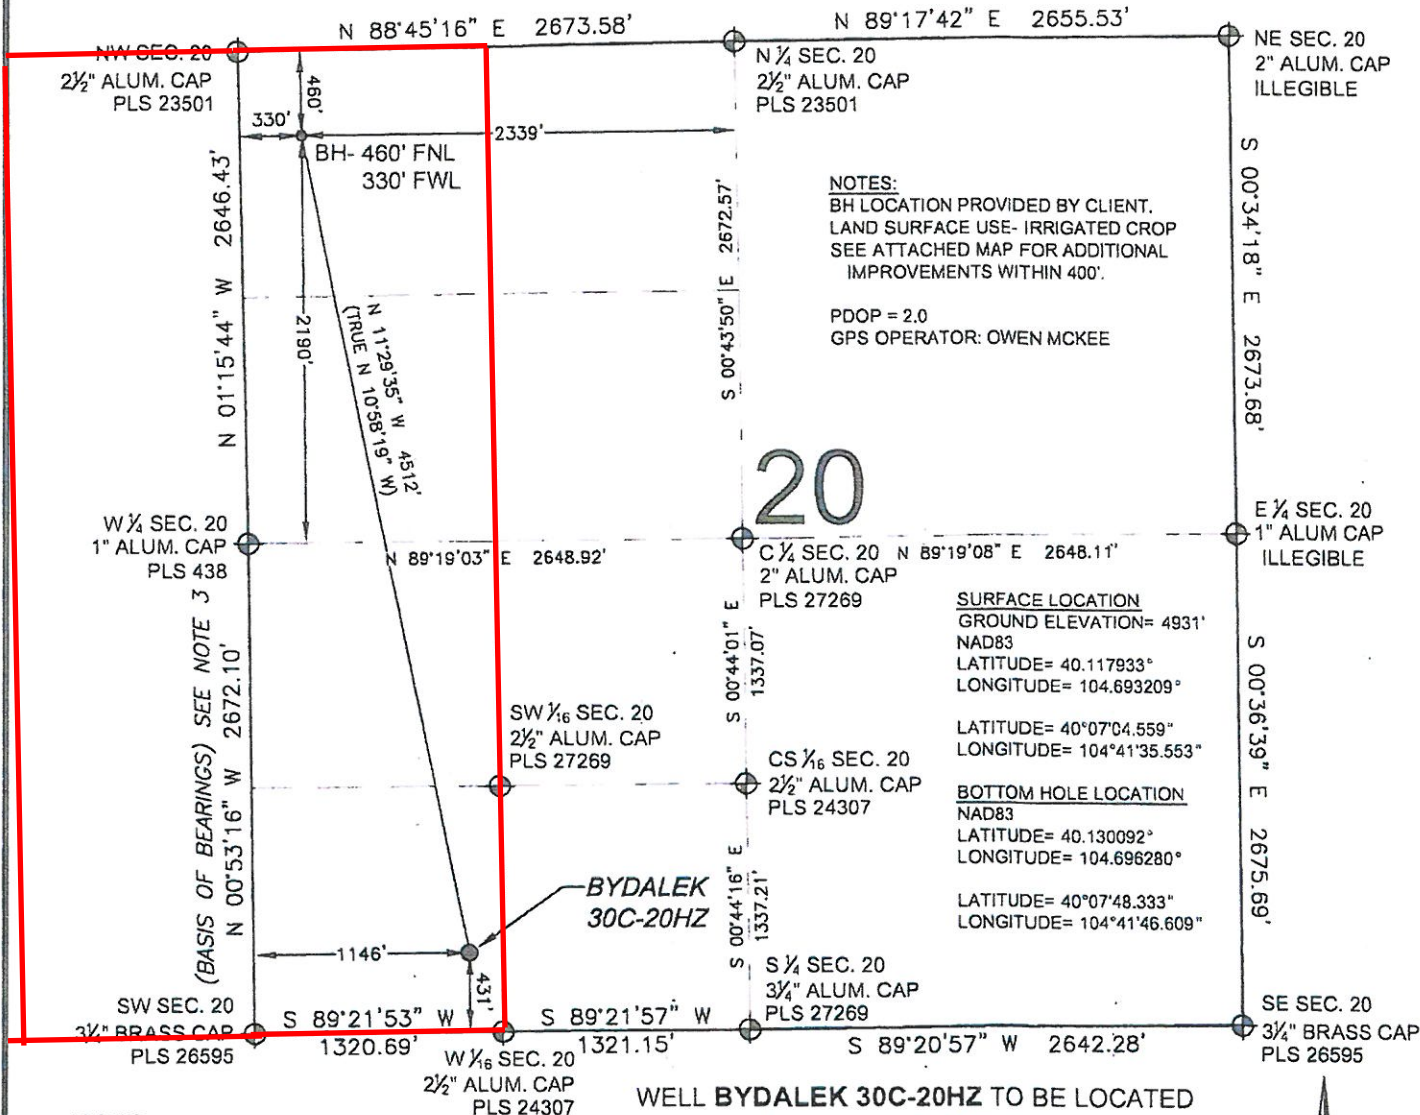 N 88°45'16" E 2673.58'
N 89°17'42" E 2655.53'
NW SEC. 20
2½" ALUM. CAP
PLS 23501
N ¼ SEC. 20
2½" ALUM. CAP
PLS 23501
NE SEC. 20
2" ALUM. CAP
ILLEGIBLE
460'
330'
2339'
BH- 460' FNL
330' FWL
N 01°15'44" W 2646.43'
2190'
N 11°29'35" W 4512'
(TRUE N 10°58'19" W)
S 00°43'50" E 2672.57'
NOTES:
BH LOCATION PROVIDED BY CLIENT.
LAND SURFACE USE- IRRIGATED CROP
SEE ATTACHED MAP FOR ADDITIONAL
IMPROVEMENTS WITHIN 400'.
PDOP = 2.0
GPS OPERATOR: OWEN MCKEE
S 00°34'18" E 2673.68'
20
W ¼ SEC. 20
1" ALUM. CAP
PLS 438
N 89°19'03" E 2648.92'
C ¼ SEC. 20
2" ALUM. CAP
PLS 27269
N 89°19'08" E 2648.11'
E ¼ SEC. 20
1" ALUM CAP
ILLEGIBLE
(BASIS OF BEARINGS) SEE NOTE 3
N 00°53'16" W 2672.10'
S 00°44'01" E
1337.07'
SURFACE LOCATION
GROUND ELEVATION= 4931'
NAD83
LATITUDE= 40.117933°
LONGITUDE= 104.693209°
LATITUDE= 40°07'04.559"
LONGITUDE= 104°41'35.553"
BOTTOM HOLE LOCATION
NAD83
LATITUDE= 40.130092°
LONGITUDE= 104.696280°
LATITUDE= 40°07'48.333"
LONGITUDE= 104°41'46.609"
S 00°36'39" E 2675.69'
SW 1/16 SEC. 20
2½" ALUM. CAP
PLS 27269
CS 1/16 SEC. 20
2½" ALUM. CAP
PLS 24307
BYDALEK
30C-20HZ
S 00°44'16" E
1337.21'
1146'
431'
SW SEC. 20
3¼" BRASS CAP
PLS 26595
S 89°21'53" W
1320.69'
W 1/16 SEC. 20
2½" ALUM. CAP
PLS 24307
S 89°21'57" W
1321.15'
S ¼ SEC. 20
3¼" ALUM. CAP
PLS 27269
S 89°20'57" W 2642.28'
SE SEC. 20
3¼" BRASS CAP
PLS 26595
WELL BYDALEK 30C-20HZ TO BE LOCATED